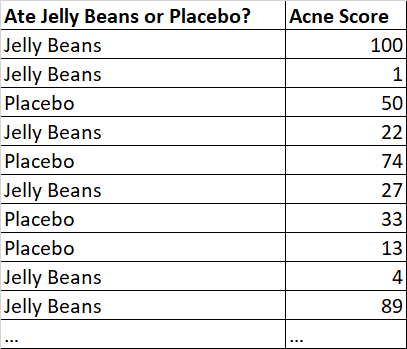 Ate Jelly Beans or Placebo? Acne Score
Jelly Beans 100
Jelly Beans 1
Placebo 50
Jelly Beans 22
Placebo 74
Jelly Beans 27
Placebo 33
Placebo 13
Jelly Beans 4
Jelly Beans 89
... ...